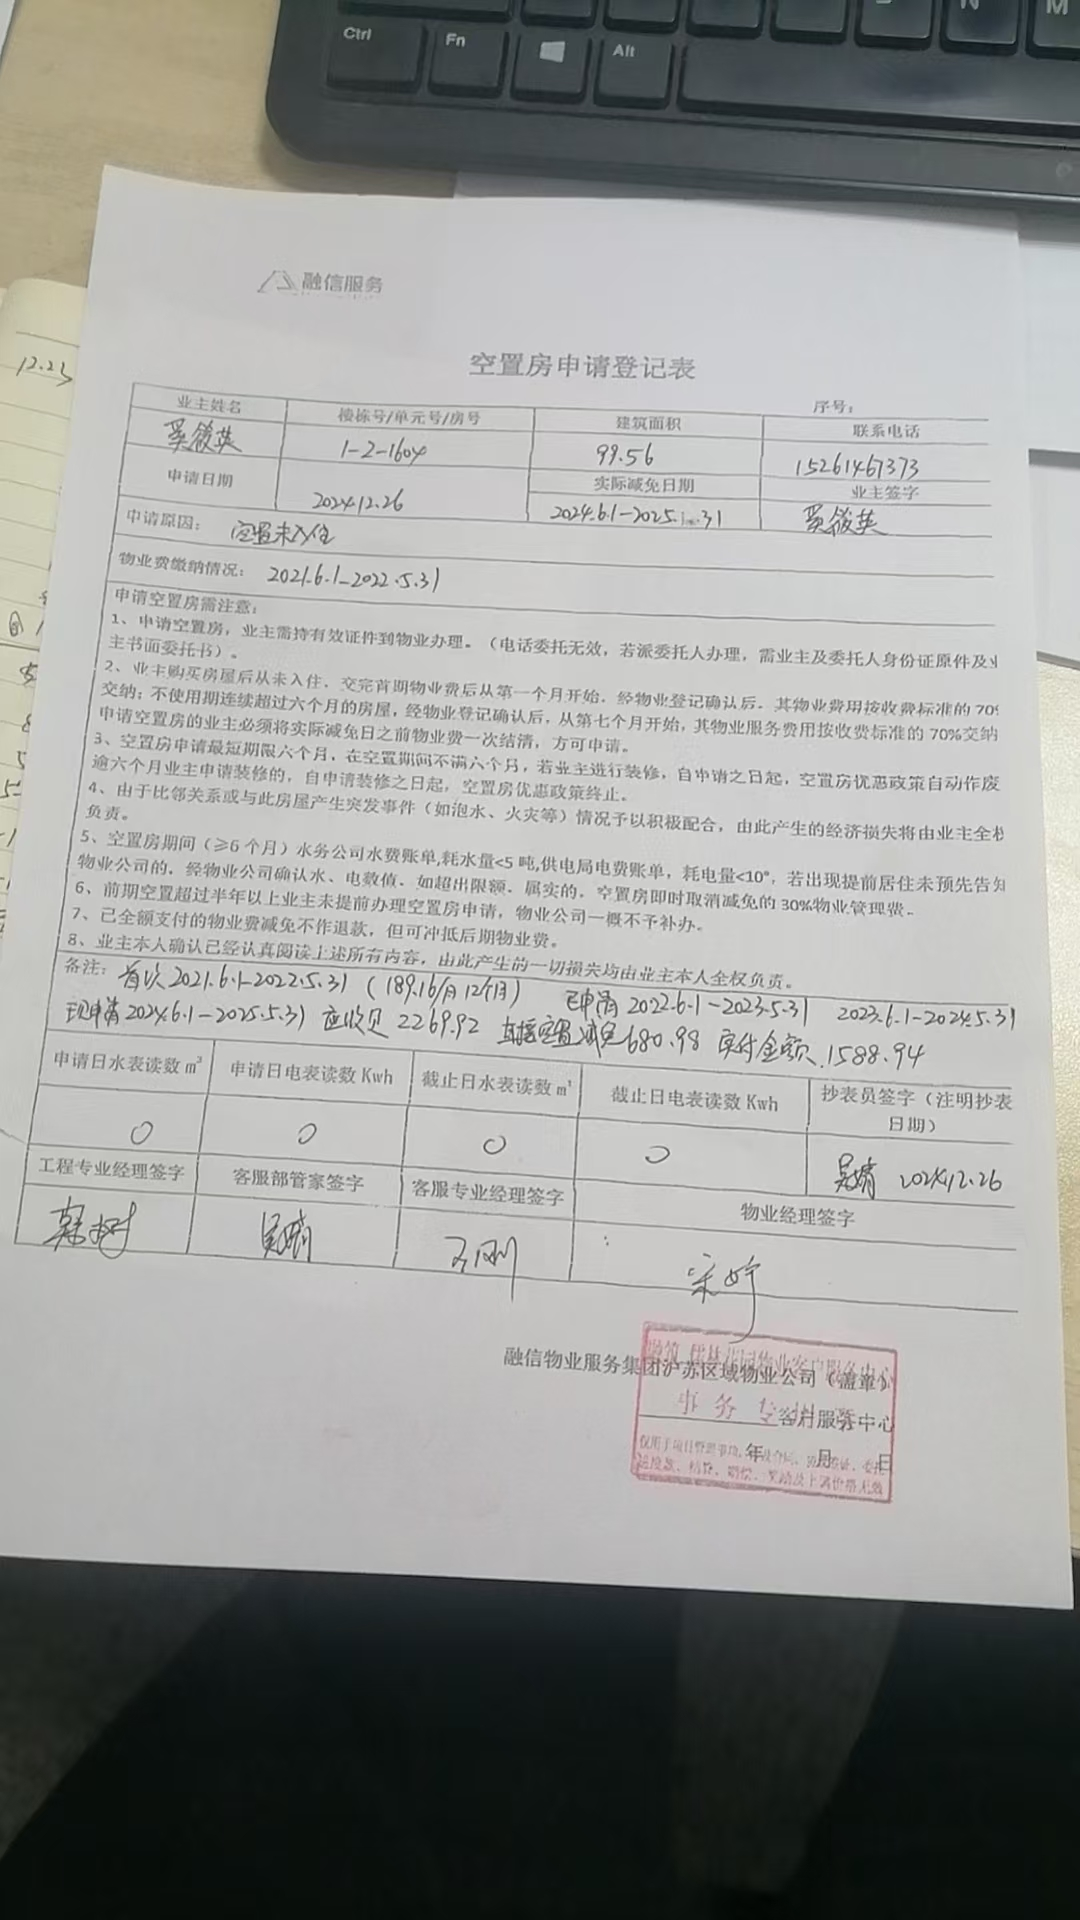 Ctrl
Fn
Alt
N
M
12.23
融信服务
空置房申请登记表
序号：
业主姓名 楼栋号/单元号/房号 建筑面积 联系电话
1-2-1604 99.56 15261467373
申请日期 实际减免日期 业主签字
2024.12.26 2024.6.1-2025.5.31
申请原因： 空置未入住
物业费缴纳情况： 2021.6.1-2022.5.31
申请空置房需注意：
1、申请空置房，业主需持有效证件到物业办理。（电话委托无效，若派委托人办理，需业主及委托人身份证原件及业
主书面委托书）。
2、业主购买房屋后从未入住，交完首期物业费后从第一个月开始，经物业登记确认后，其物业费用按收费标准的70%
交纳；不使用期连续超过六个月的房屋，经物业登记确认后，从第七个月开始，其物业服务费用按收费标准的70%交纳
申请空置房的业主必须将实际减免日之前物业费一次结清，方可申请。
3、空置房申请最短期限六个月，在空置期间不满六个月，若业主进行装修，自申请之日起，空置房优惠政策自动作废
逾六个月业主申请装修的，自申请装修之日起，空置房优惠政策终止。
4、由于比邻关系或与此房屋产生突发事件（如泡水、火灾等）情况予以积极配合，由此产生的经济损失将由业主全权
负责。
5、空置房期间（≥6个月）水务公司水费账单,耗水量<5吨,供电局电费账单，耗电量<10°，若出现提前居住未预先告知
物业公司的，经物业公司确认水、电数值，如超出限额，属实的，空置房即时取消减免的30%物业管理费。
6、前期空置超过半年以上业主未提前办理空置房申请，物业公司一概不予补办。
7、已全额支付的物业费减免不作退款，但可冲抵后期物业费。
8、业主本人确认已经认真阅读上述所有内容，由此产生的一切损失均由业主本人全权负责。
备注： 首次2021.6.1-2022.5.31（189.16/月 12个月） 已申请2022.6.1-2023.5.31 2023.6.1-2024.5.31
现申请2024.6.1-2025.5.31 应收费2269.92 空置减免680.98 实付金额.1588.94
申请日水表读数 m³ 申请日电表读数 Kwh 截止日水表读数 m³ 截止日电表读数 Kwh 抄表员签字（注明抄表
日期）
0 0 0 0 吴婧 2024.12.26
工程专业经理签字 客服部管家签字 客服专业经理签字 物业经理签字
吴婧 宋婷
融信物业服务集团沪苏区域物业公司（盖章）
客户服务中心
年 月 日